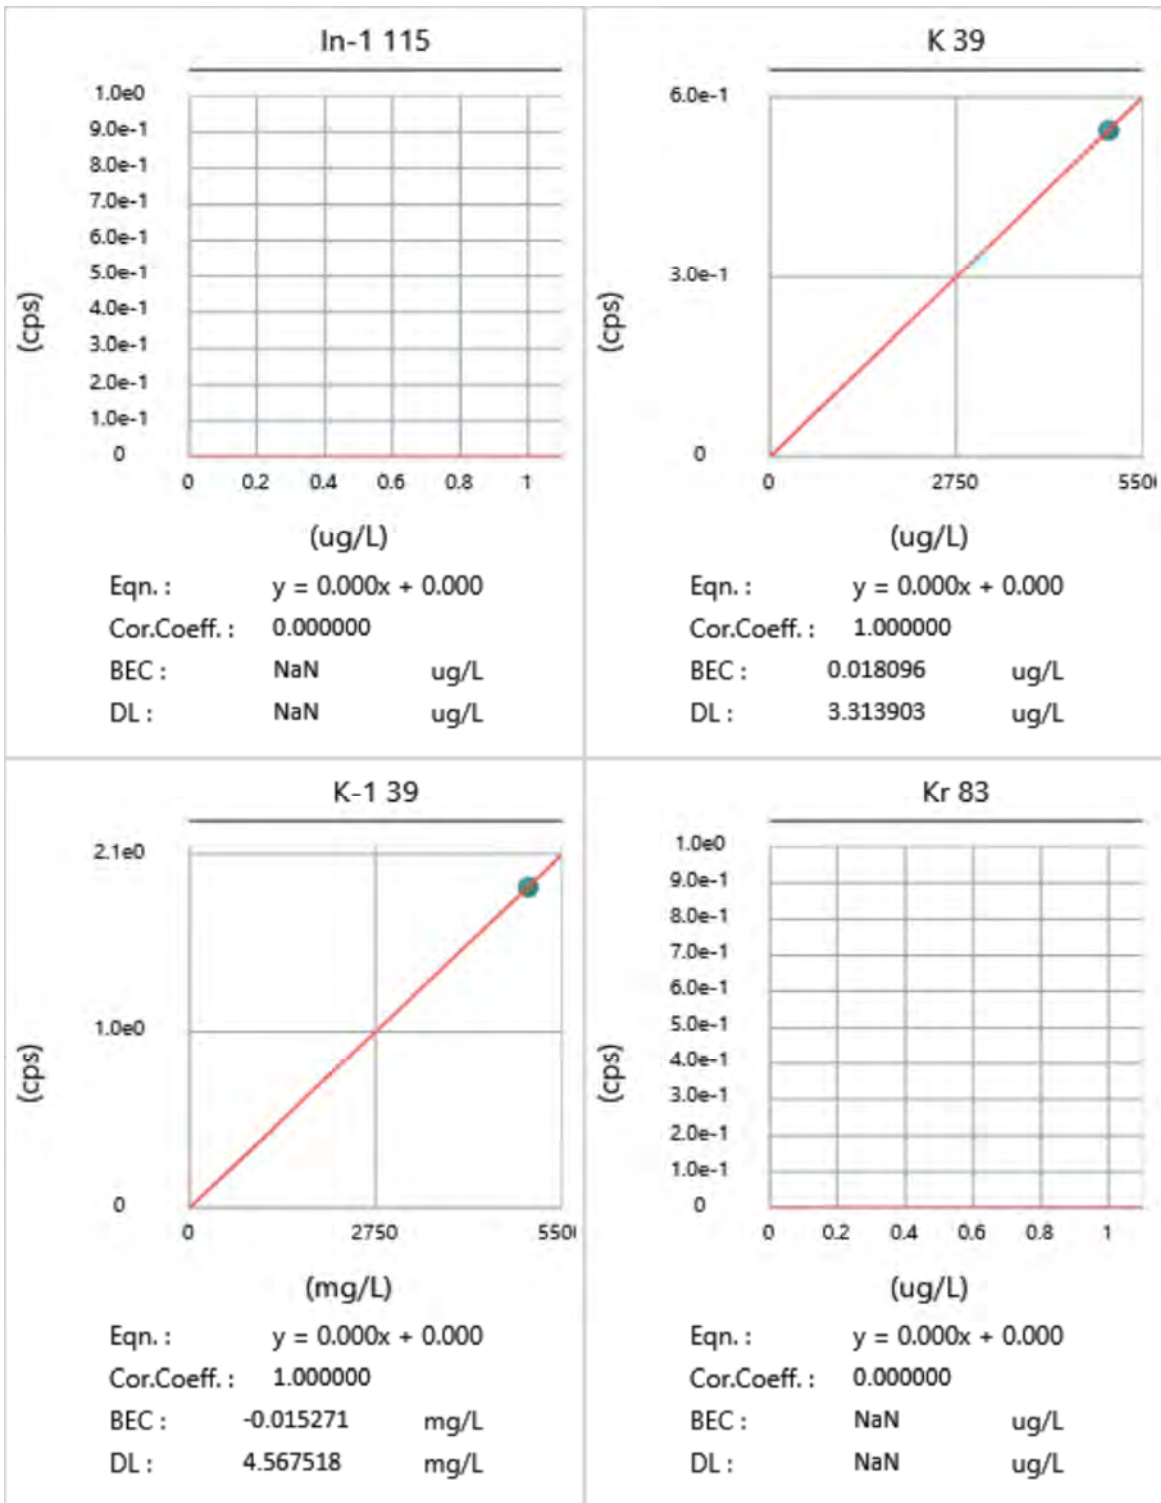 In-1 115
1.0e0
9.0e-1
8.0e-1
7.0e-1
6.0e-1
5.0e-1
4.0e-1
3.0e-1
2.0e-1
1.0e-1
0
(cps)
0 0.2 0.4 0.6 0.8 1
(ug/L)
Eqn. : y = 0.000x + 0.000
Cor.Coeff. : 0.000000
BEC : NaN ug/L
DL : NaN ug/L
K 39
6.0e-1
3.0e-1
0
(cps)
0 2750 550
(ug/L)
Eqn. : y = 0.000x + 0.000
Cor.Coeff. : 1.000000
BEC : 0.018096 ug/L
DL : 3.313903 ug/L
K-1 39
2.1e0
1.0e0
0
(cps)
0 2750 550
(mg/L)
Eqn. : y = 0.000x + 0.000
Cor.Coeff. : 1.000000
BEC : -0.015271 mg/L
DL : 4.567518 mg/L
Kr 83
1.0e0
9.0e-1
8.0e-1
7.0e-1
6.0e-1
5.0e-1
4.0e-1
3.0e-1
2.0e-1
1.0e-1
0
(cps)
0 0.2 0.4 0.6 0.8 1
(ug/L)
Eqn. : y = 0.000x + 0.000
Cor.Coeff. : 0.000000
BEC : NaN ug/L
DL : NaN ug/L